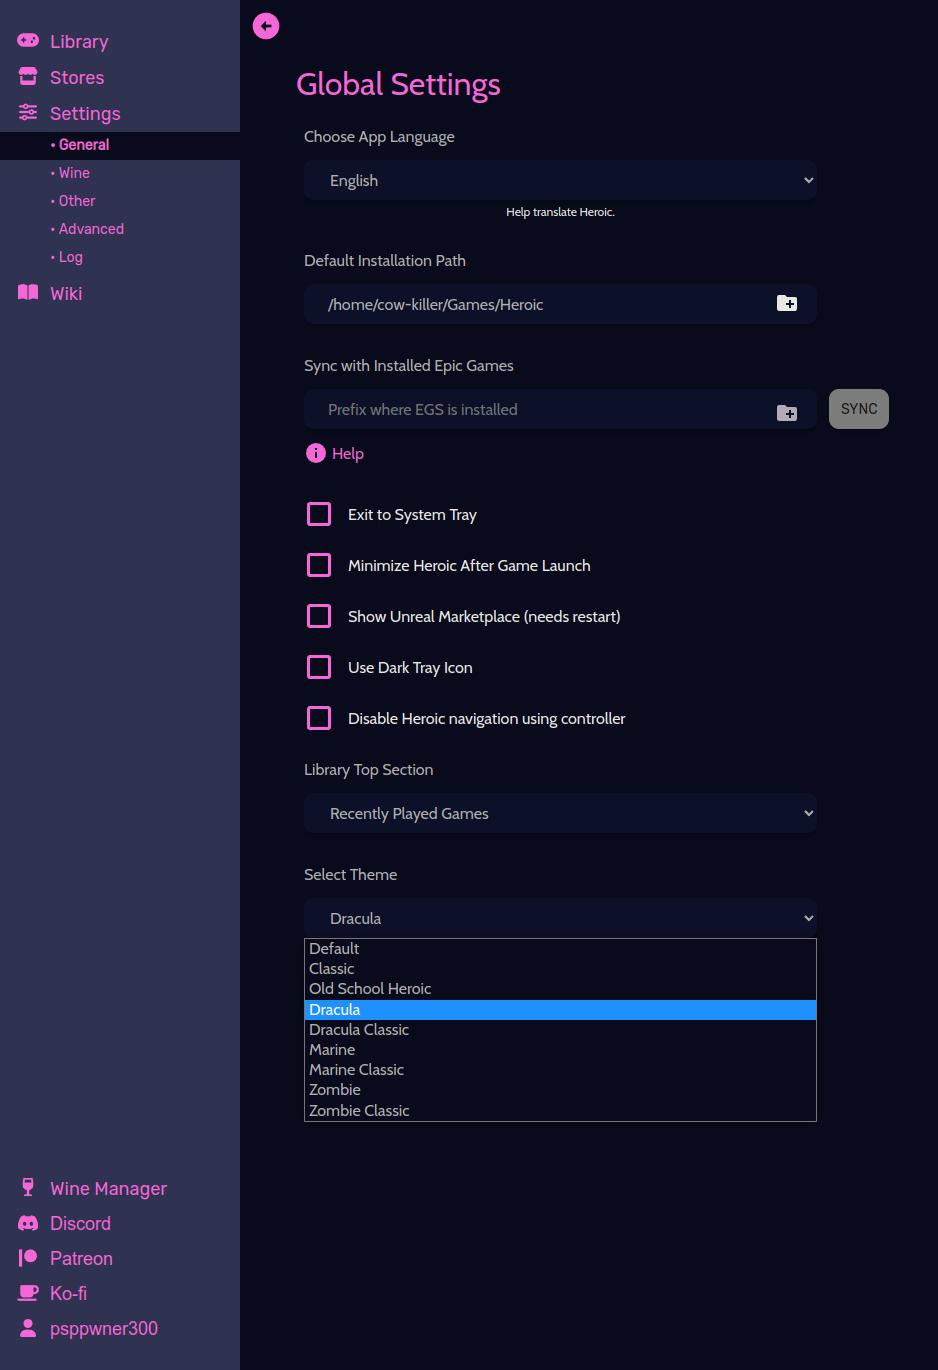 Library
Stores
Settings
• General
• Wine
• Other
• Advanced
• Log
Wiki
Wine Manager
Discord
Patreon
Ko-fi
psppwner300
Global Settings
Choose App Language
English
Help translate Heroic.
Default Installation Path
/home/cow-killer/Games/Heroic
Sync with Installed Epic Games
Prefix where EGS is installed
SYNC
Help
Exit to System Tray
Minimize Heroic After Game Launch
Show Unreal Marketplace (needs restart)
Use Dark Tray Icon
Disable Heroic navigation using controller
Library Top Section
Recently Played Games
Select Theme
Dracula
Default
Classic
Old School Heroic
Dracula
Dracula Classic
Marine
Marine Classic
Zombie
Zombie Classic